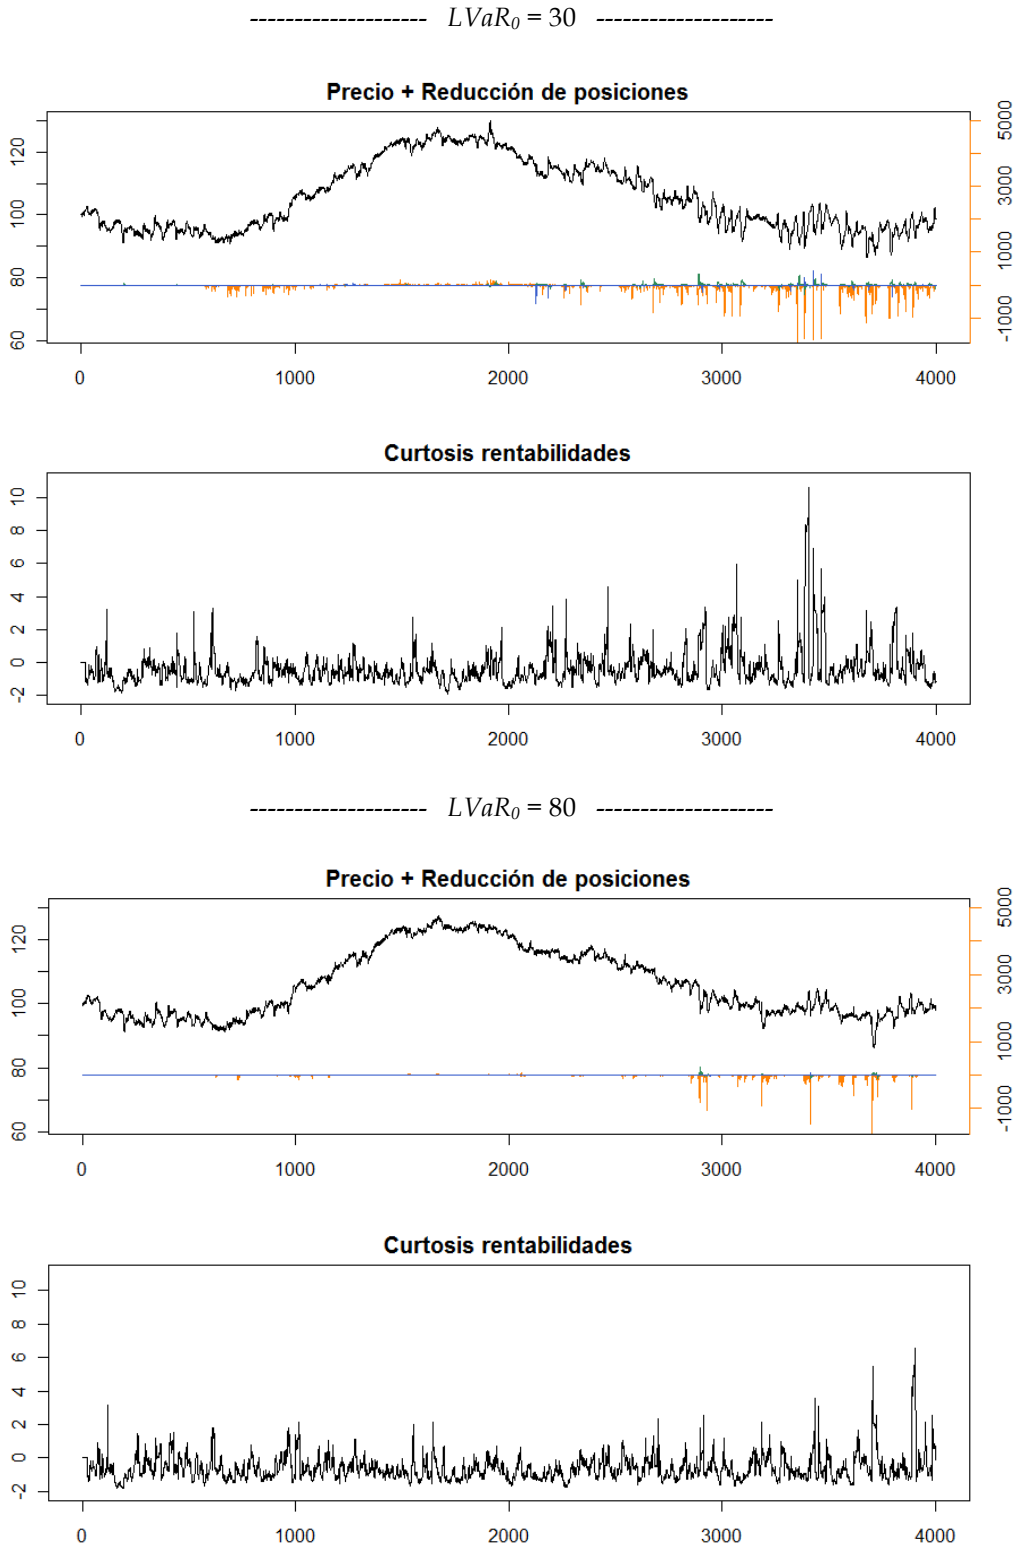 -------------------- LVaR0 = 30 --------------------
Precio + Reducción de posiciones
60 80 100 120
-1000 1000 3000 5000
0 1000 2000 3000 4000
Curtosis rentabilidades
-2 0 2 4 6 8 10
0 1000 2000 3000 4000
-------------------- LVaR0 = 80 --------------------
Precio + Reducción de posiciones
60 80 100 120
-1000 1000 3000 5000
0 1000 2000 3000 4000
Curtosis rentabilidades
-2 0 2 4 6 8 10
0 1000 2000 3000 4000